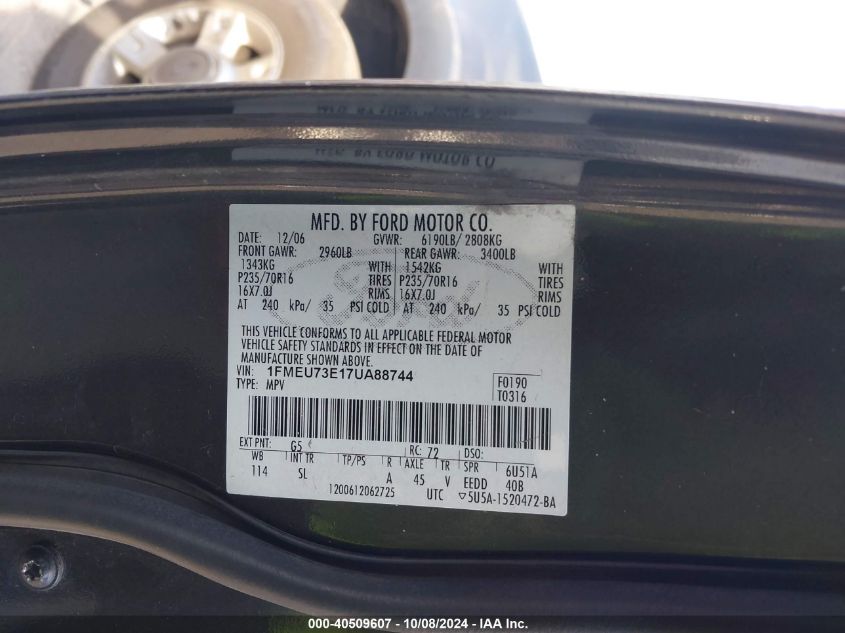 MFD. BY FORD MOTOR CO.
DATE: 12/06 GVWR: 6190LB/ 2808KG
FRONT GAWR: 2960LB REAR GAWR: 3400LB
1343KG WITH 1542KG WITH
P235/70R16 TIRES P235/70R16 TIRES
16X7.0J RIMS 16X7.0J RIMS
AT 240 kPa/ 35 PSI COLD AT 240 kPa/ 35 PSI COLD
THIS VEHICLE CONFORMS TO ALL APPLICABLE FEDERAL MOTOR
VEHICLE SAFETY STANDARDS IN EFFECT ON THE DATE OF
MANUFACTURE SHOWN ABOVE.
VIN: 1FMEU73E17UA88744
TYPE: MPV
F0190
T0316
EXT PNT: G5 RC: 72 DSO:
WB INT TR TP/PS R AXLE TR SPR 6U51A
114 SL A 45 V EEDD 40B
1200612062725 UTC ▽5U5A-1520472-BA
000-40509607 - 10/08/2024 - IAA Inc.